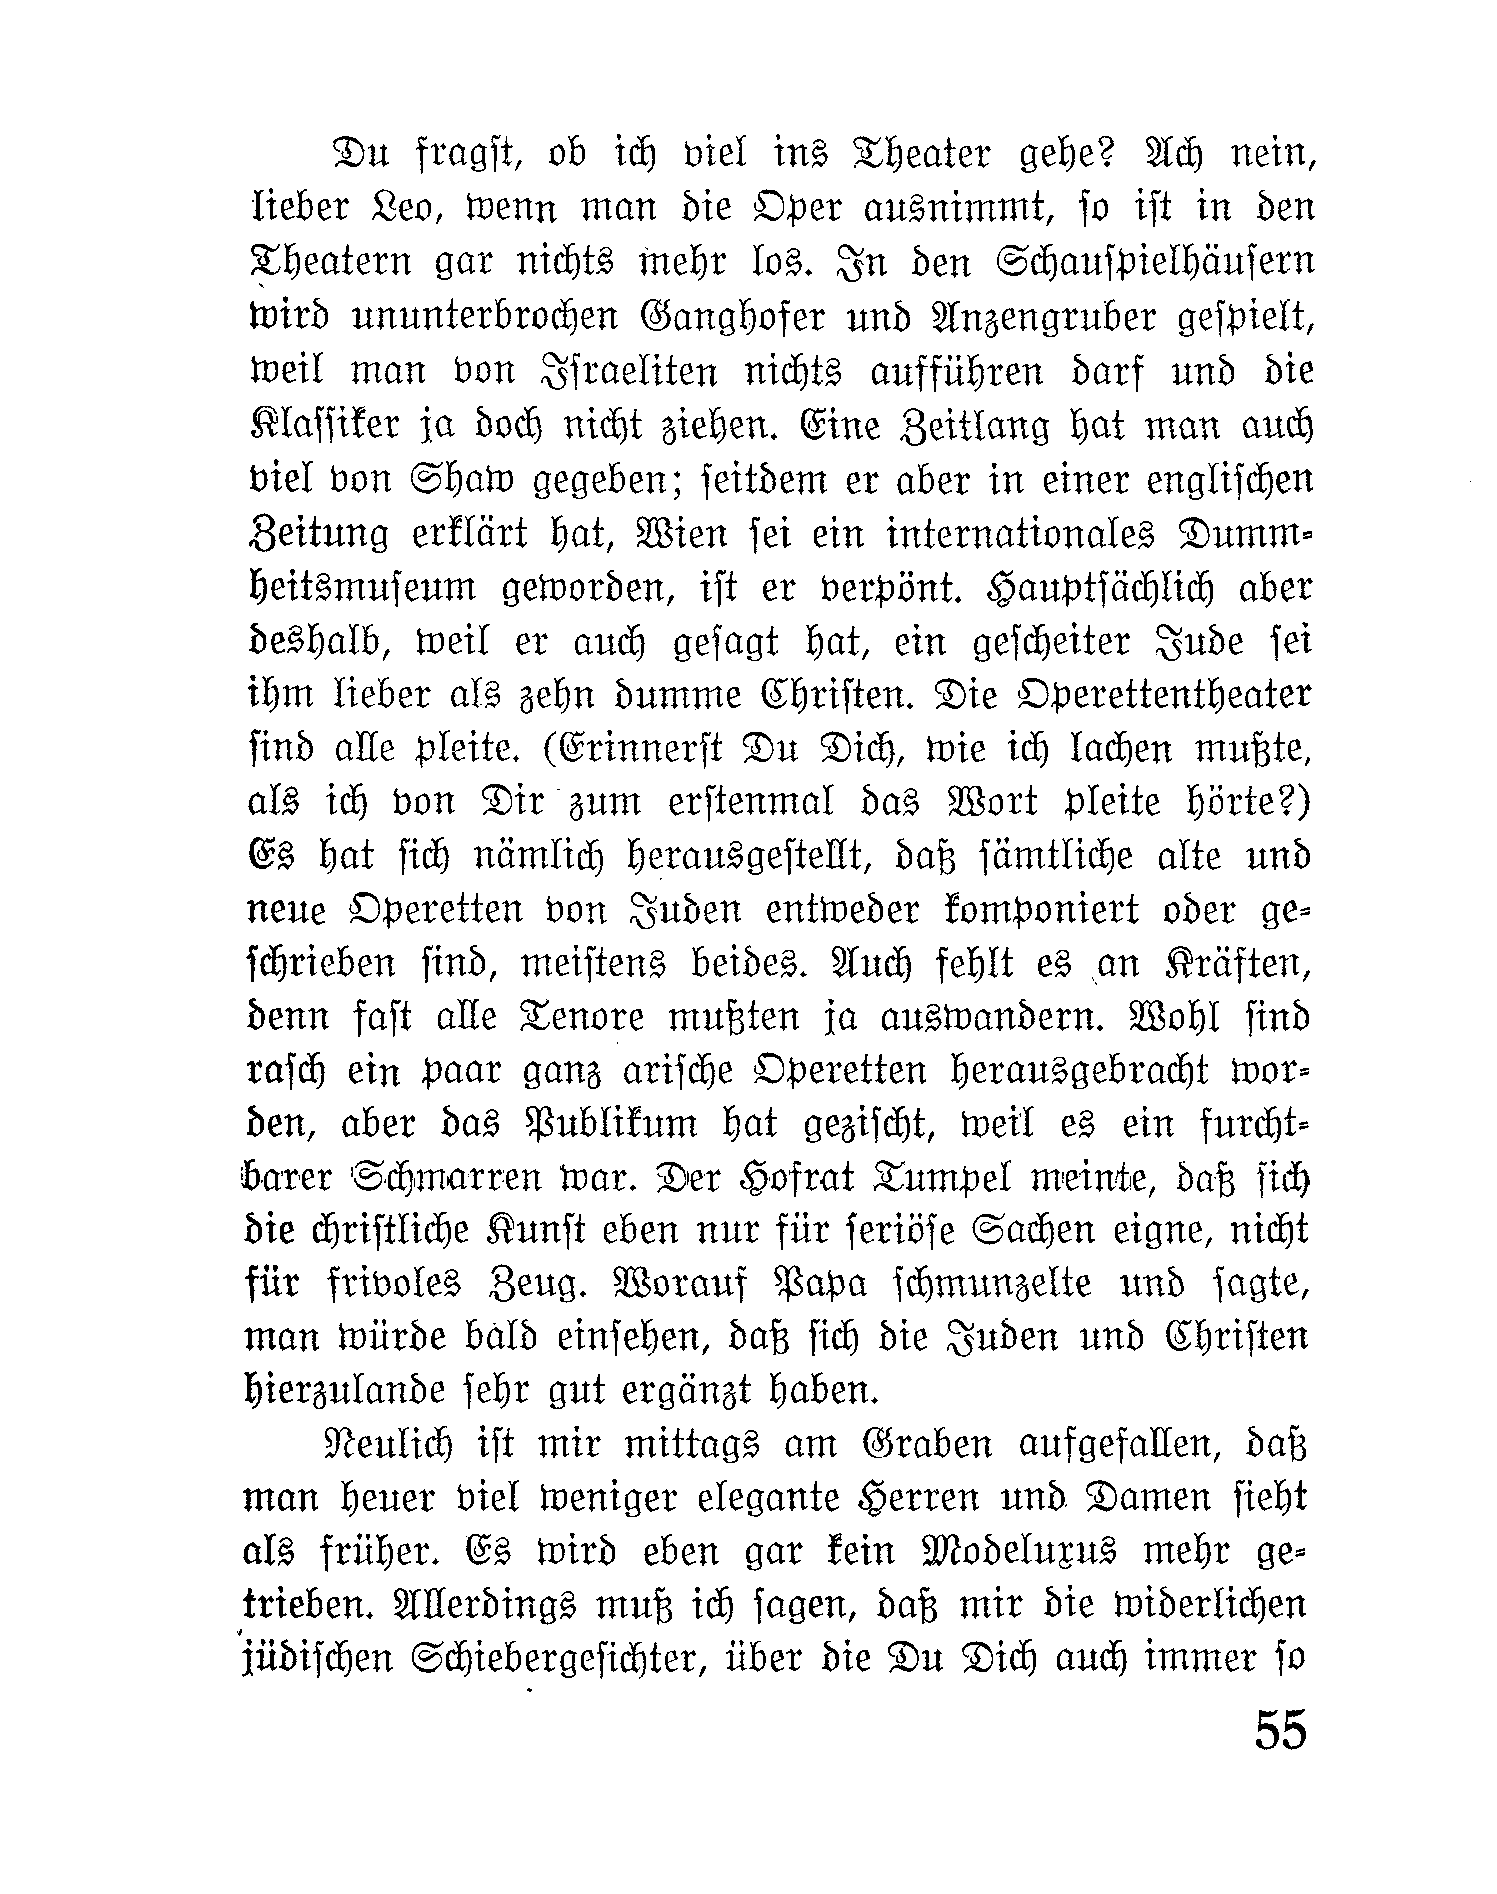 Du fragſt, ob ich viel ins Theater gehe? Ach nein,
lieber Leo, wenn man die Oper ausnimmt, ſo iſt in den
Theatern gar nichts mehr los. In den Schauſpielhäuſern
wird ununterbrochen Ganghofer und Anzengruber geſpielt,
weil man von Iſraeliten nichts aufführen darf und die
Klaſſiker ja doch nicht ziehen. Eine Zeitlang hat man auch
viel von Shaw gegeben; ſeitdem er aber in einer engliſchen
Zeitung erklärt hat, Wien ſei ein internationales Dumm⸗
heitsmuſeum geworden, iſt er verpönt. Hauptſächlich aber
deshalb, weil er auch geſagt hat, ein geſcheiter Jude ſei
ihm lieber als zehn dumme Chriſten. Die Operettentheater
ſind alle pleite. (Erinnerſt Du Dich, wie ich lachen mußte,
als ich von Dir zum erſtenmal das Wort pleite hörte?)
Es hat ſich nämlich herausgeſtellt, daß ſämtliche alte und
neue Operetten von Juden entweder komponiert oder ge⸗
ſchrieben ſind, meiſtens beides. Auch fehlt es an Kräften,
denn faſt alle Tenore mußten ja auswandern. Wohl ſind
raſch ein paar ganz ariſche Operetten herausgebracht wor⸗
den, aber das Publikum hat geziſcht, weil es ein furcht⸗
barer Schmarren war. Der Hofrat Tumpel meinte, daß ſich
die chriſtliche Kunſt eben nur für ſeriöſe Sachen eigne, nicht
für frivoles Zeug. Worauf Papa ſchmunzelte und ſagte,
man würde bald einſehen, daß ſich die Juden und Chriſten
hierzulande ſehr gut ergänzt haben.
Neulich iſt mir mittags am Graben aufgefallen, daß
man heuer viel weniger elegante Herren und Damen ſieht
als früher. Es wird eben gar kein Modeluxus mehr ge⸗
trieben. Allerdings muß ich ſagen, daß mir die widerlichen
jüdiſchen Schiebergeſichter, über die Du Dich auch immer ſo
55